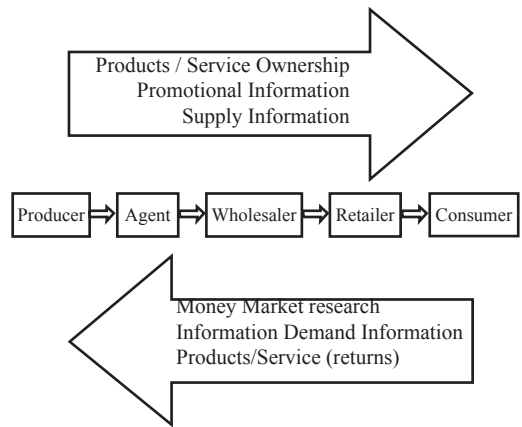 Products / Service Ownership
Promotional Information
Supply Information
Producer Agent Wholesaler Retailer Consumer
Money Market research
Information Demand Information
Products/Service (returns)